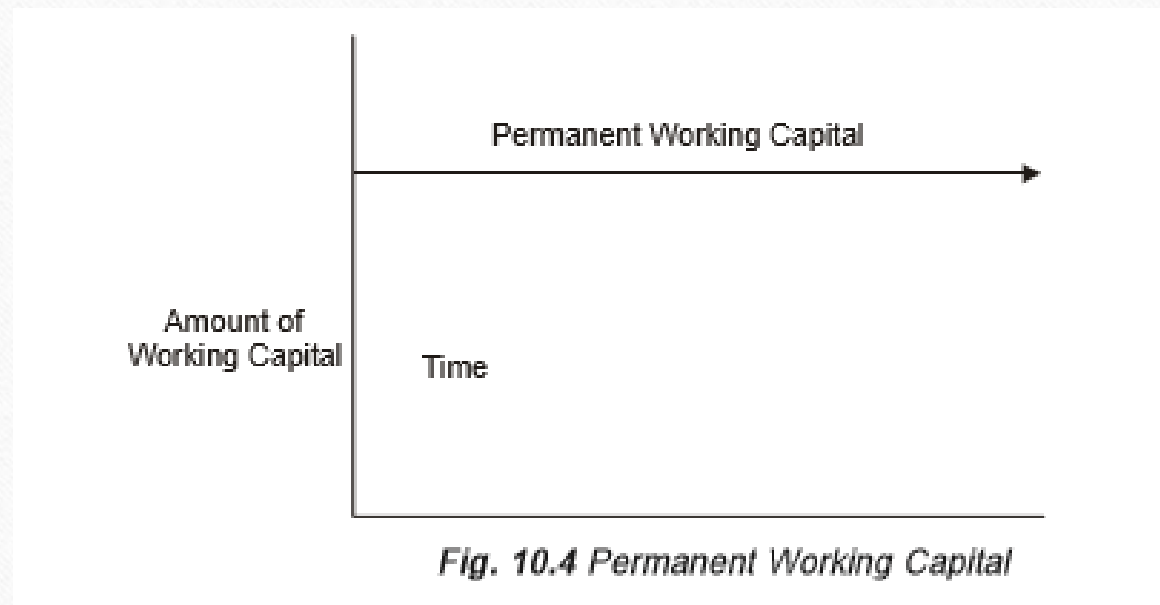 Permanent Working Capital
Amount of
Working Capital
Time
Fig. 10.4 Permanent Working Capital